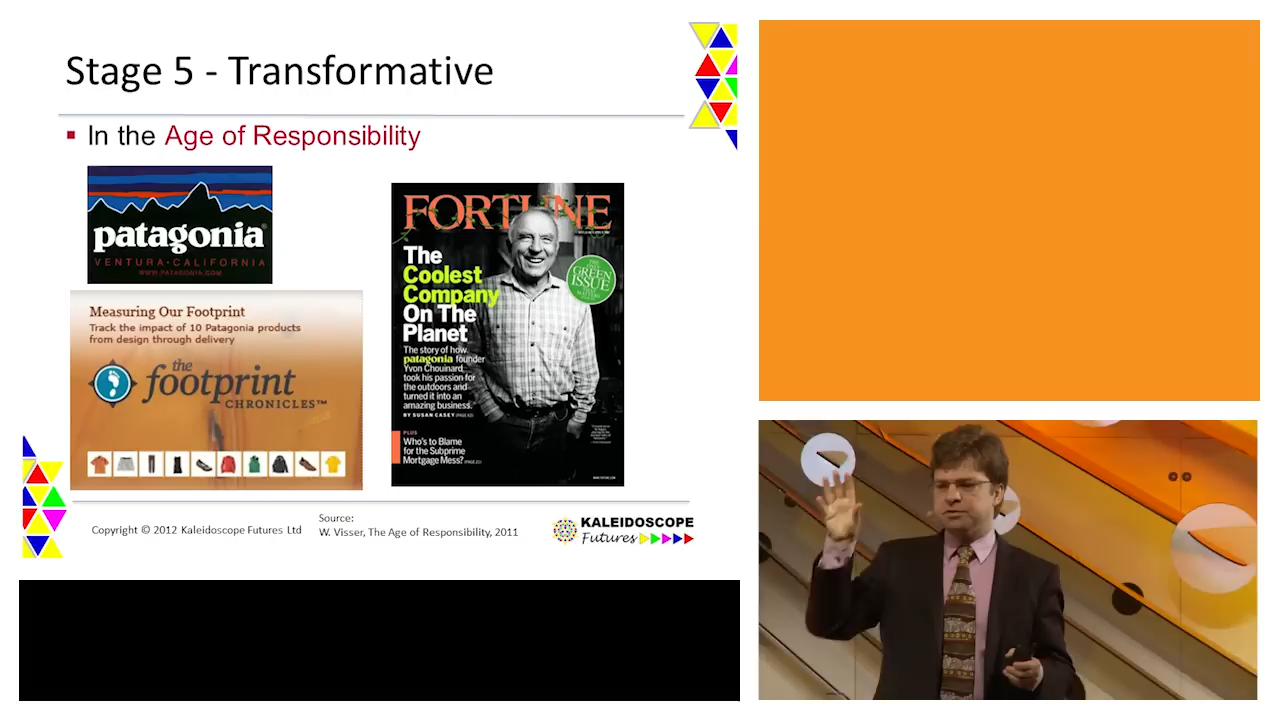 Stage 5 - Transformative
In the Age of Responsibility
patagonia®
VENTURA · CALIFORNIA
WWW.PATAGONIA.COM
Measuring Our Footprint
Track the impact of 10 Patagonia products
from design through delivery
the
footprint
CHRONICLES™
FORTUNE
The
Coolest
Company
On The
Planet
GREEN
ISSUE
The story of how
patagonia founder
Yvon Chouinard
took his passion for
the outdoors and
turned it into an
amazing business.
BY SUSAN CASEY
PLUS
Who's to Blame
for the Subprime
Mortgage Mess?
WWW.FORTUNE.COM
Copyright © 2012 Kaleidoscope Futures Ltd
Source:
W. Visser, The Age of Responsibility, 2011
KALEIDOSCOPE
Futures